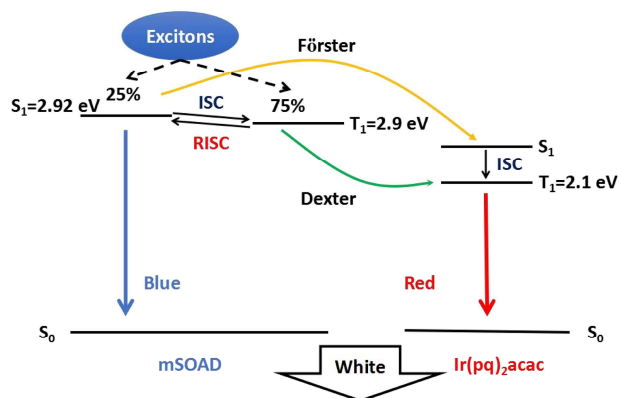 Excitons
Förster
25%
75%
ISC
S₁=2.92 eV
T₁=2.9 eV
RISC
S₁
ISC
T₁=2.1 eV
Dexter
Blue
Red
S₀
S₀
mSOAD
White
Ir(pq)₂acac